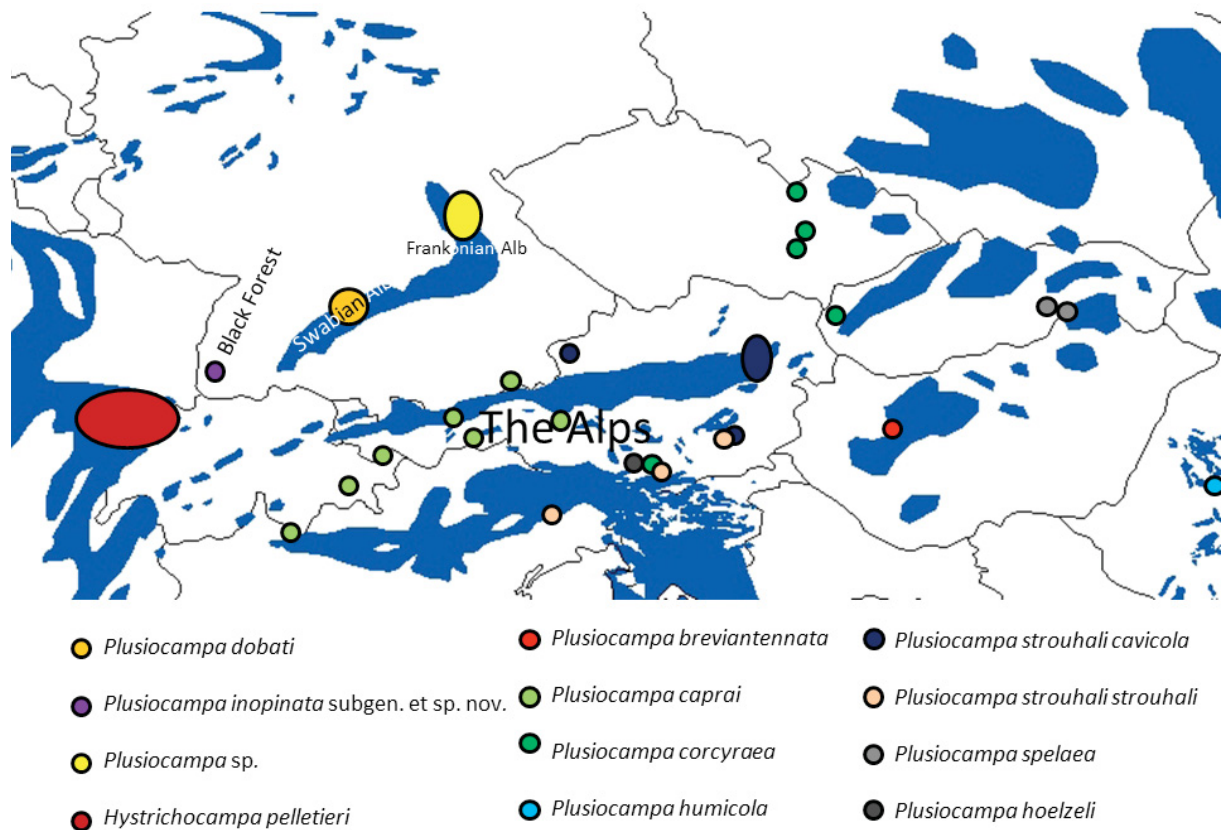 Frankonian Alb
Black Forest
Swabian Alb
The Alps
Plusiocampa dobati
Plusiocampa inopinata subgen. et sp. nov.
Plusiocampa sp.
Hystrichocampa pelletieri
Plusiocampa breviantennata
Plusiocampa caprai
Plusiocampa corcyraea
Plusiocampa humicola
Plusiocampa strouhali cavicola
Plusiocampa strouhali strouhali
Plusiocampa spelaea
Plusiocampa hoelzeli